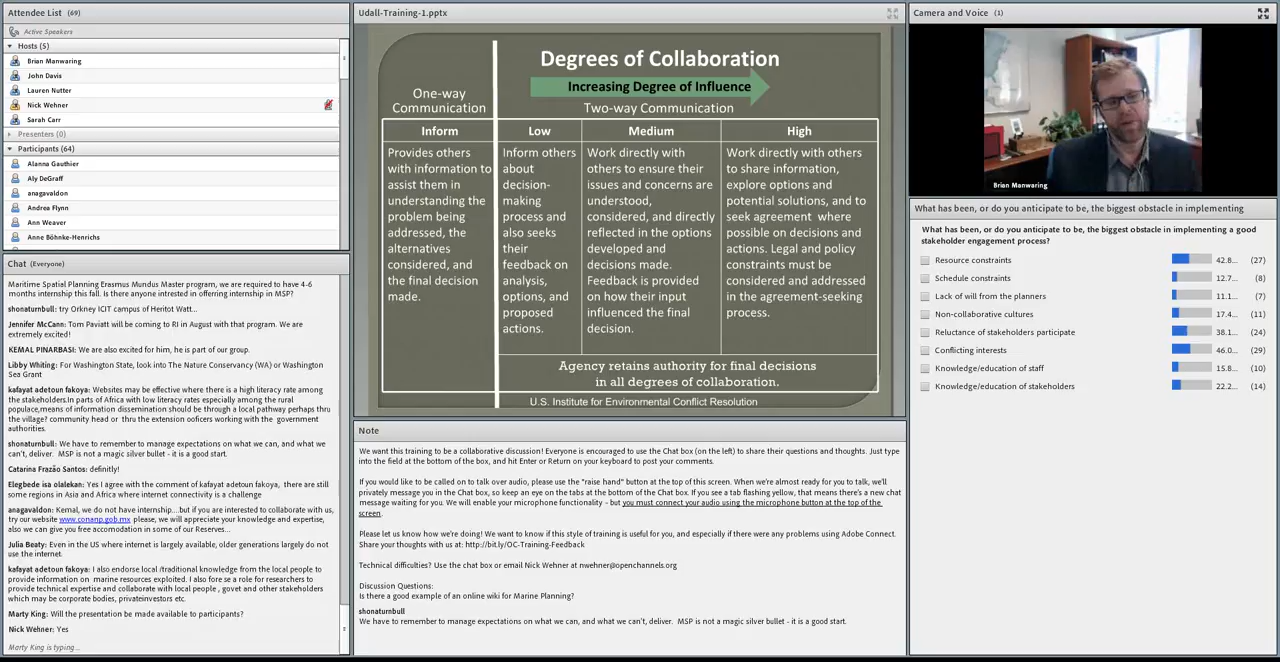 Attendee List (69)
Active Speakers
Hosts (5)
Brian Manwaring
John Davis
Lauren Nutter
Nick Wehner
Sarah Carr
Presenters (0)
Participants (64)
Alanna Gauthier
Aly DeGraff
anagavaldon
Andrea Flynn
Ann Weaver
Anne Böhnke-Henrichs
Chat (Everyone)
Maritime Spatial Planning Erasmus Mundus Master program, we are required to have 4-6
months internship this fall. Is there anyone intrested in offering internship in MSP?
shonaturnbull: try Orkney ICIT campus of Heritot Watt...
Jennifer McCann: Tom Paviatt will be coming to RI in August with that program. We are
extremely excited!
KEMAL PINARBASI: We are also excited for him, he is part of our group.
Libby Whiting: For Washington State, look into The Nature Conservancy (WA) or Washington
Sea Grant
kafayat adetoun fakoya: Websites may be effective where there is a high literacy rate among
the stakeholders.In parts of Africa with low literacy rates especially among the rural
populace,means of information dissemination should be through a local pathway perhaps thru
the village? community head or thru the extension ooficers working with the government
authorities.
shonaturnbull: We have to remember to manage expectations on what we can, and what we
can't, deliver. MSP is not a magic silver bullet - it is a good start.
Catarina Frazão Santos: definitly!
Elegbede isa olalekan: Yes I agree with the comment of kafayat adetoun fakoya, there are still
some regions in Asia and Africa where internet connectivity is a challenge
anagavaldon: Kemal, we do not have internship....but if you are interested to collaborate with us,
try our website www.conanp.gob.mx please, we will appreciate your knowledge and expertise,
also we can give you free accomodation in some of our Reserves...
Julia Beaty: Even in the US where internet is largely available, older generations largely do not
use the internet.
kafayat adetoun fakoya: I also endorse local /traditional knowledge from the local people to
provide information on marine resources exploited. I also fore se a role for researchers to
provide technical expertise and collaborate with local people , govet and other stakeholders
which may be corporate bodies, privateinvestors etc.
Marty King: Will the presentation be made available to participants?
Nick Wehner: Yes
Marty King is typing...
Udall-Training-1.pptx
Degrees of Collaboration
Increasing Degree of Influence
One-way
Communication
Two-way Communication
Inform
Provides others
with information to
assist them in
understanding the
problem being
addressed, the
alternatives
considered, and
the final decision
made.
Low
Inform others
about
decision-
making
process and
also seeks
their
feedback on
analysis,
options, and
proposed
actions.
Medium
Work directly with
others to ensure their
issues and concerns are
understood,
considered, and directly
reflected in the options
developed and
decisions made.
Feedback is provided
on how their input
influenced the final
decision.
High
Work directly with others
to share information,
explore options and
potential solutions, and to
seek agreement where
possible on decisions and
actions. Legal and policy
constraints must be
considered and addressed
in the agreement-seeking
process.
Agency retains authority for final decisions
in all degrees of collaboration.
U.S. Institute for Environmental Conflict Resolution
Note
We want this training to be a collaborative discussion! Everyone is encouraged to use the Chat box (on the left) to share their questions and thoughts. Just type
into the field at the bottom of the box, and hit Enter or Return on your keyboard to post your comments.
If you would like to be called on to talk over audio, please use the "raise hand" button at the top of this screen. When we're almost ready for you to talk, we'll
privately message you in the Chat box, so keep an eye on the tabs at the bottom of the Chat box. If you see a tab flashing yellow, that means there's a new chat
message waiting for you. We will enable your microphone functionality - but you must connect your audio using the microphone button at the top of the
screen.
Please let us know how we're doing! We want to know if this style of training is useful for you, and especially if there were any problems using Adobe Connect.
Share your thoughts with us at: http://bit.ly/OC-Training-Feedback
Technical difficulties? Use the chat box or email Nick Wehner at nwehner@openchannels.org
Discussion Questions:
Is there a good example of an online wiki for Marine Planning?
shonaturnbull
We have to remember to manage expectations on what we can, and what we can't, deliver. MSP is not a magic silver bullet - it is a good start.
Camera and Voice (1)
Brian Manwaring
What has been, or do you anticipate to be, the biggest obstacle in implementing
What has been, or do you anticipate to be, the biggest obstacle in implementing a good
stakeholder engagement process?
Resource constraints 42.8... (27)
Schedule constraints 12.7... (8)
Lack of will from the planners 11.1... (7)
Non-collaborative cultures 17.4... (11)
Reluctance of stakeholders participate 38.1... (24)
Conflicting interests 46.0... (29)
Knowledge/education of staff 15.8... (10)
Knowledge/education of stakeholders 22.2... (14)